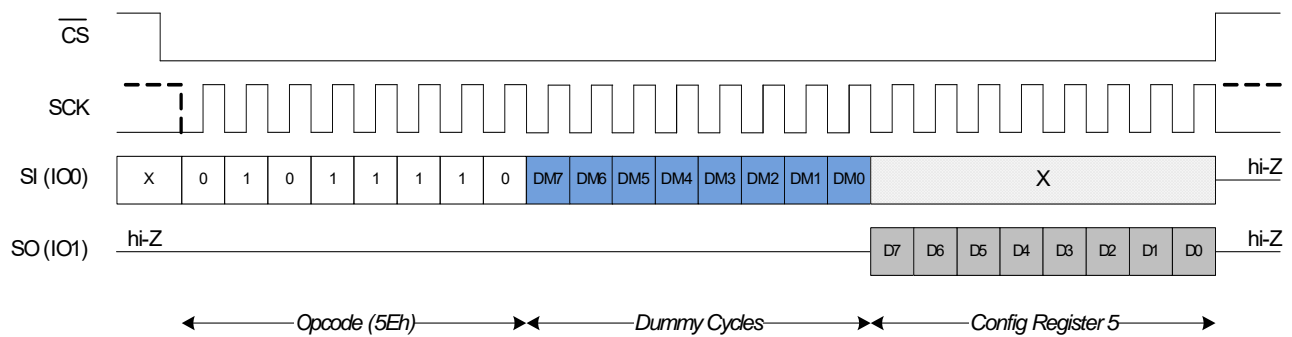 CS
SCK
SI (IO0) X 0 1 0 1 1 1 1 0 DM7 DM6 DM5 DM4 DM3 DM2 DM1 DM0 X hi-Z
SO (IO1) hi-Z D7 D6 D5 D4 D3 D2 D1 D0 hi-Z
Opcode (5Eh) Dummy Cycles Config Register 5